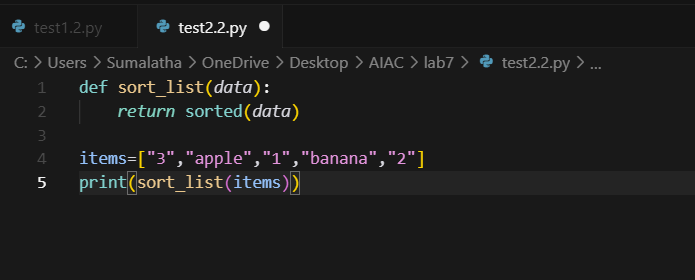 test1.2.py test2.2.py
C: > Users > Sumalatha > OneDrive > Desktop > AIAC > lab7 > test2.2.py > ...
1 def sort_list(data):
2     return sorted(data)
3
4 items=["3","apple","1","banana","2"]
5 print(sort_list(items))